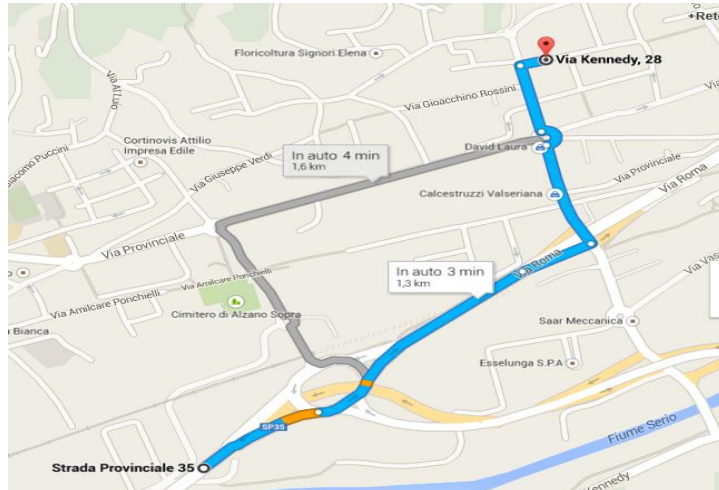 +Ret
Floricoltura Signori Elena
Via Kennedy, 28
Via Al Luio
Via Gioacchino Rossini
Cortinovis Attilio
Impresa Edile
David Laura
Giacomo Puccini
Via Giuseppe Verdi
In auto 4 min
1,6 km
Via Provinciale
Calcestruzzi Valseriana
Via Roma
Via Provinciale
Via Roma
In auto 3 min
1,3 km
Via Amilcare Ponchielli
Via Amilcare Ponchielli
Cimitero di Alzano Sopra
Saar Meccanica
a Bianca
Esselunga S.P.A
SP35
Fiume Serio
Strada Provinciale 35
Kennedy